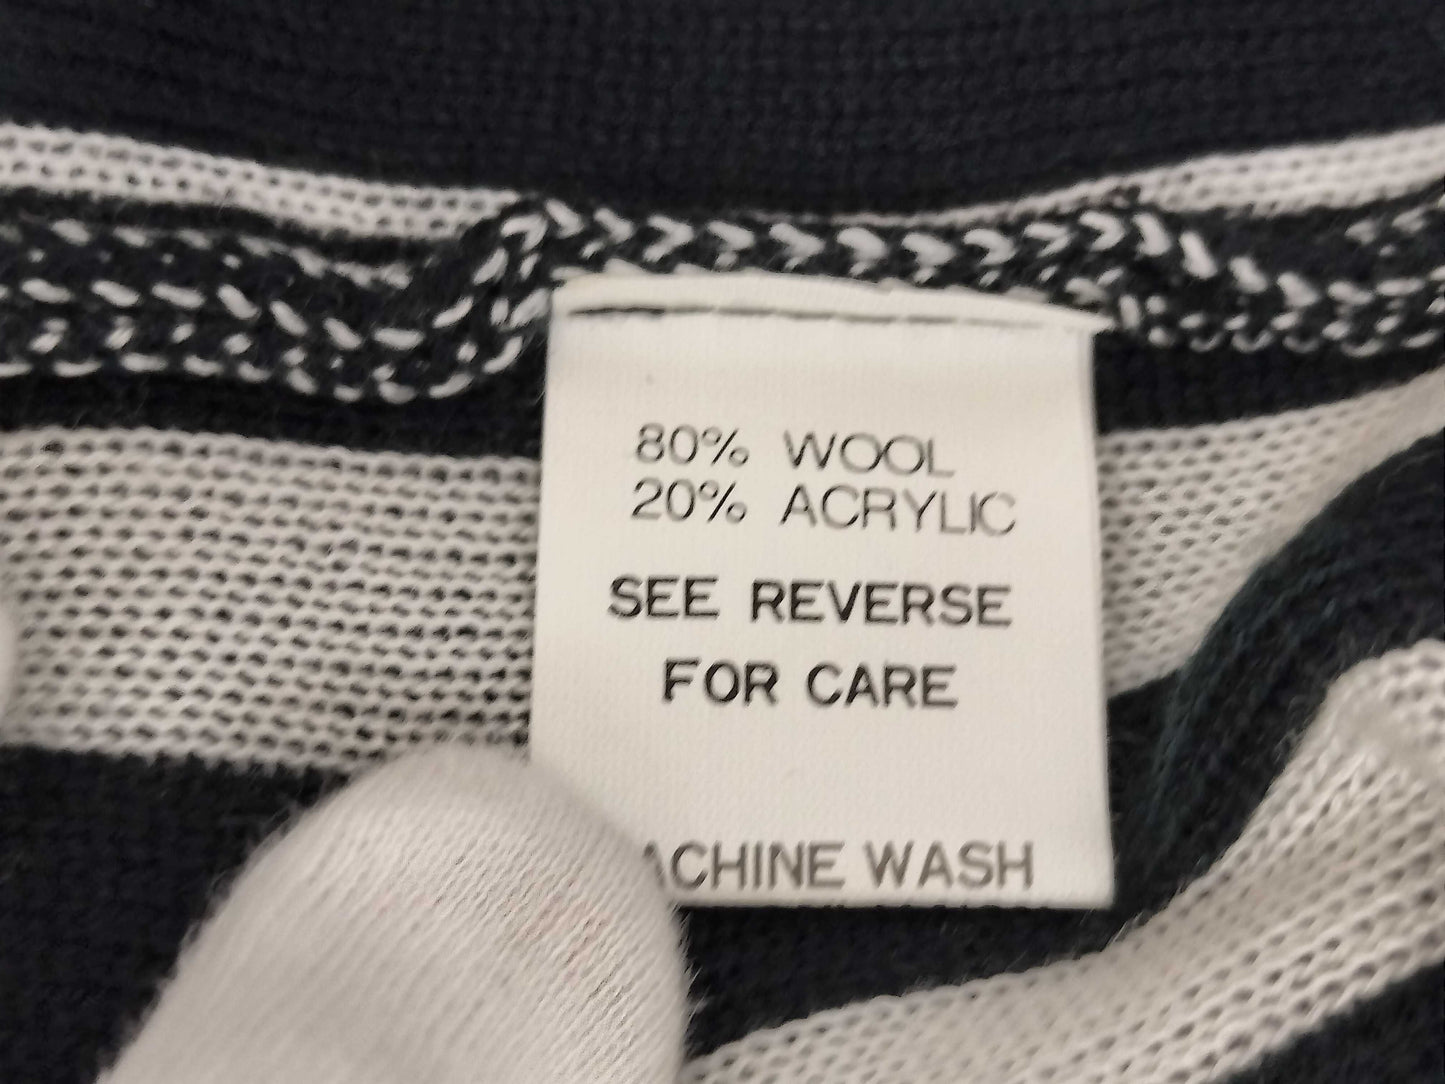 80% WOOL
20% ACRYLIC
SEE REVERSE
FOR CARE
ACHINE WASH